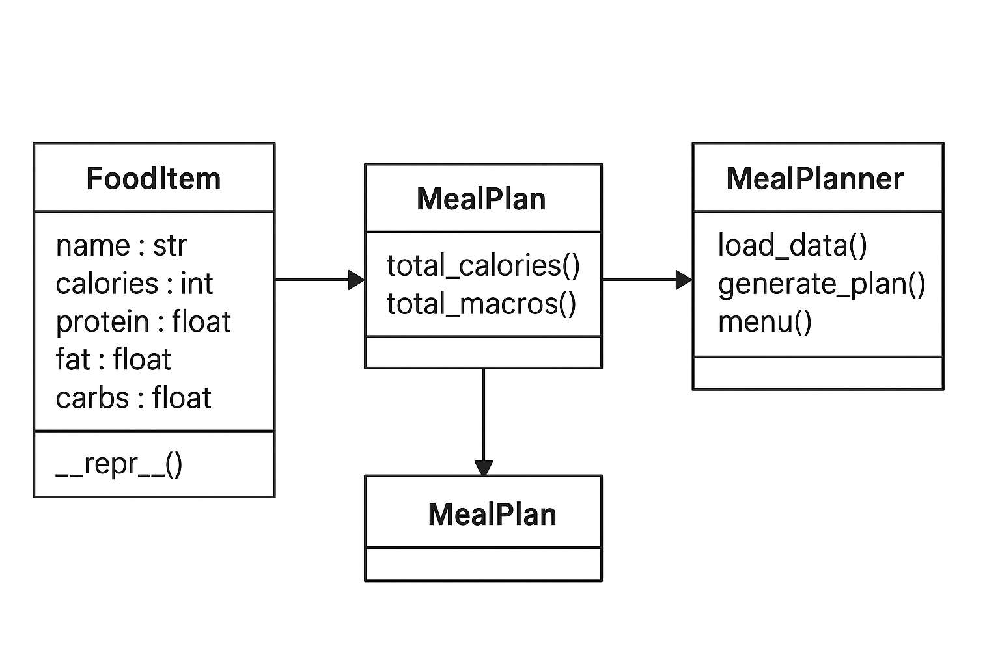 FoodItem
name : str
calories : int
protein : float
fat : float
carbs : float
__repr__()
MealPlan
total_calories()
total_macros()
MealPlanner
load_data()
generate_plan()
menu()
MealPlan